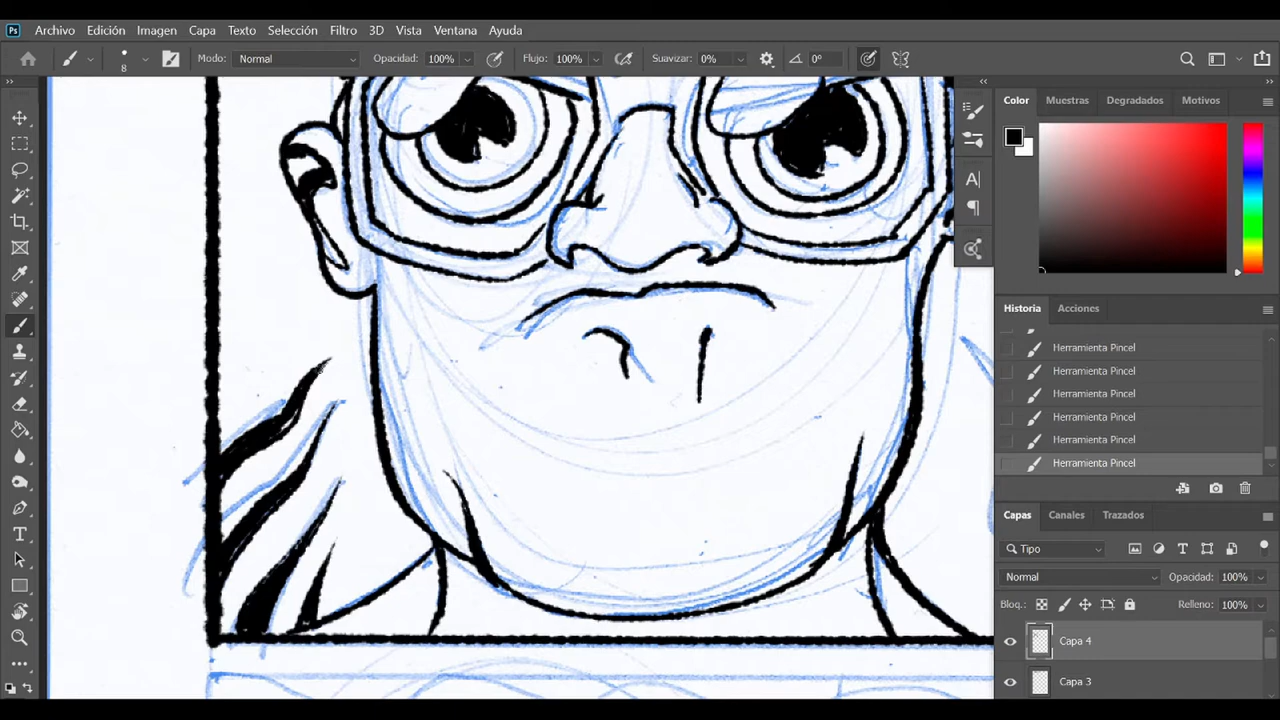 Ps Archivo Edición Imagen Capa Texto Selección Filtro 3D Vista Ventana Ayuda
8 Modo: Normal Opacidad: 100% Flujo: 100% Suavizar: 0% 0°
Color Muestras Degradados Motivos
Historia Acciones
Herramienta Pincel
Herramienta Pincel
Herramienta Pincel
Herramienta Pincel
Herramienta Pincel
Herramienta Pincel
Capas Canales Trazados
Tipo
Normal Opacidad: 100%
Bloq.: Relleno: 100%
Capa 4
Capa 3